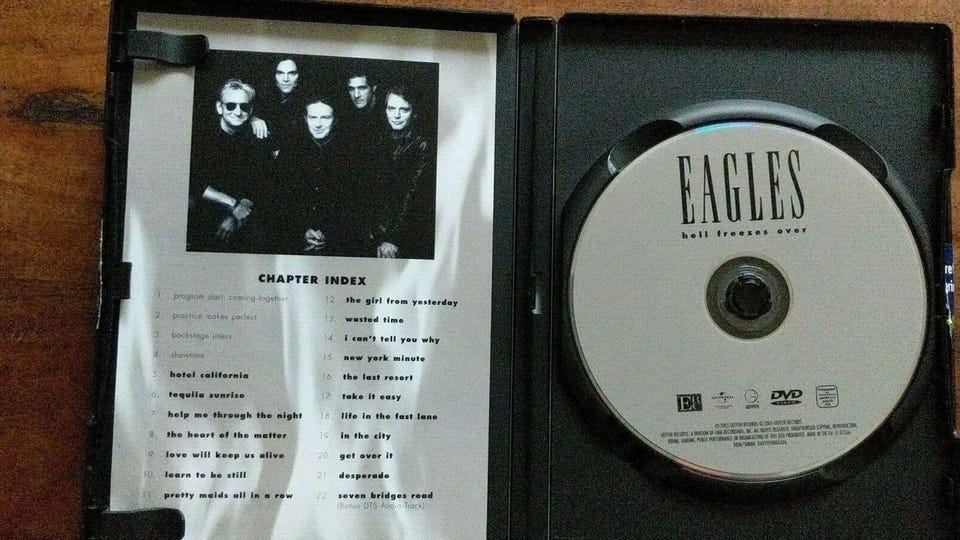 CHAPTER INDEX
1. program start: coming together
2. practice makes perfect
3. backstage jitters
4. showtime
5. hotel california
6. tequila sunrise
7. help me through the night
8. the heart of the matter
9. love will keep us alive
10. learn to be still
11. pretty maids all in a row
12. the girl from yesterday
13. wasted time
14. i can't tell you why
15. new york minute
16. the last resort
17. take it easy
18. life in the fast lane
19. in the city
20. get over it
21. desperado
22. seven bridges road
(Bonus DTS Audio Track)
EAGLES
hell freezes over
UNIVERSAL
GEFFEN
DVD
VIDEO